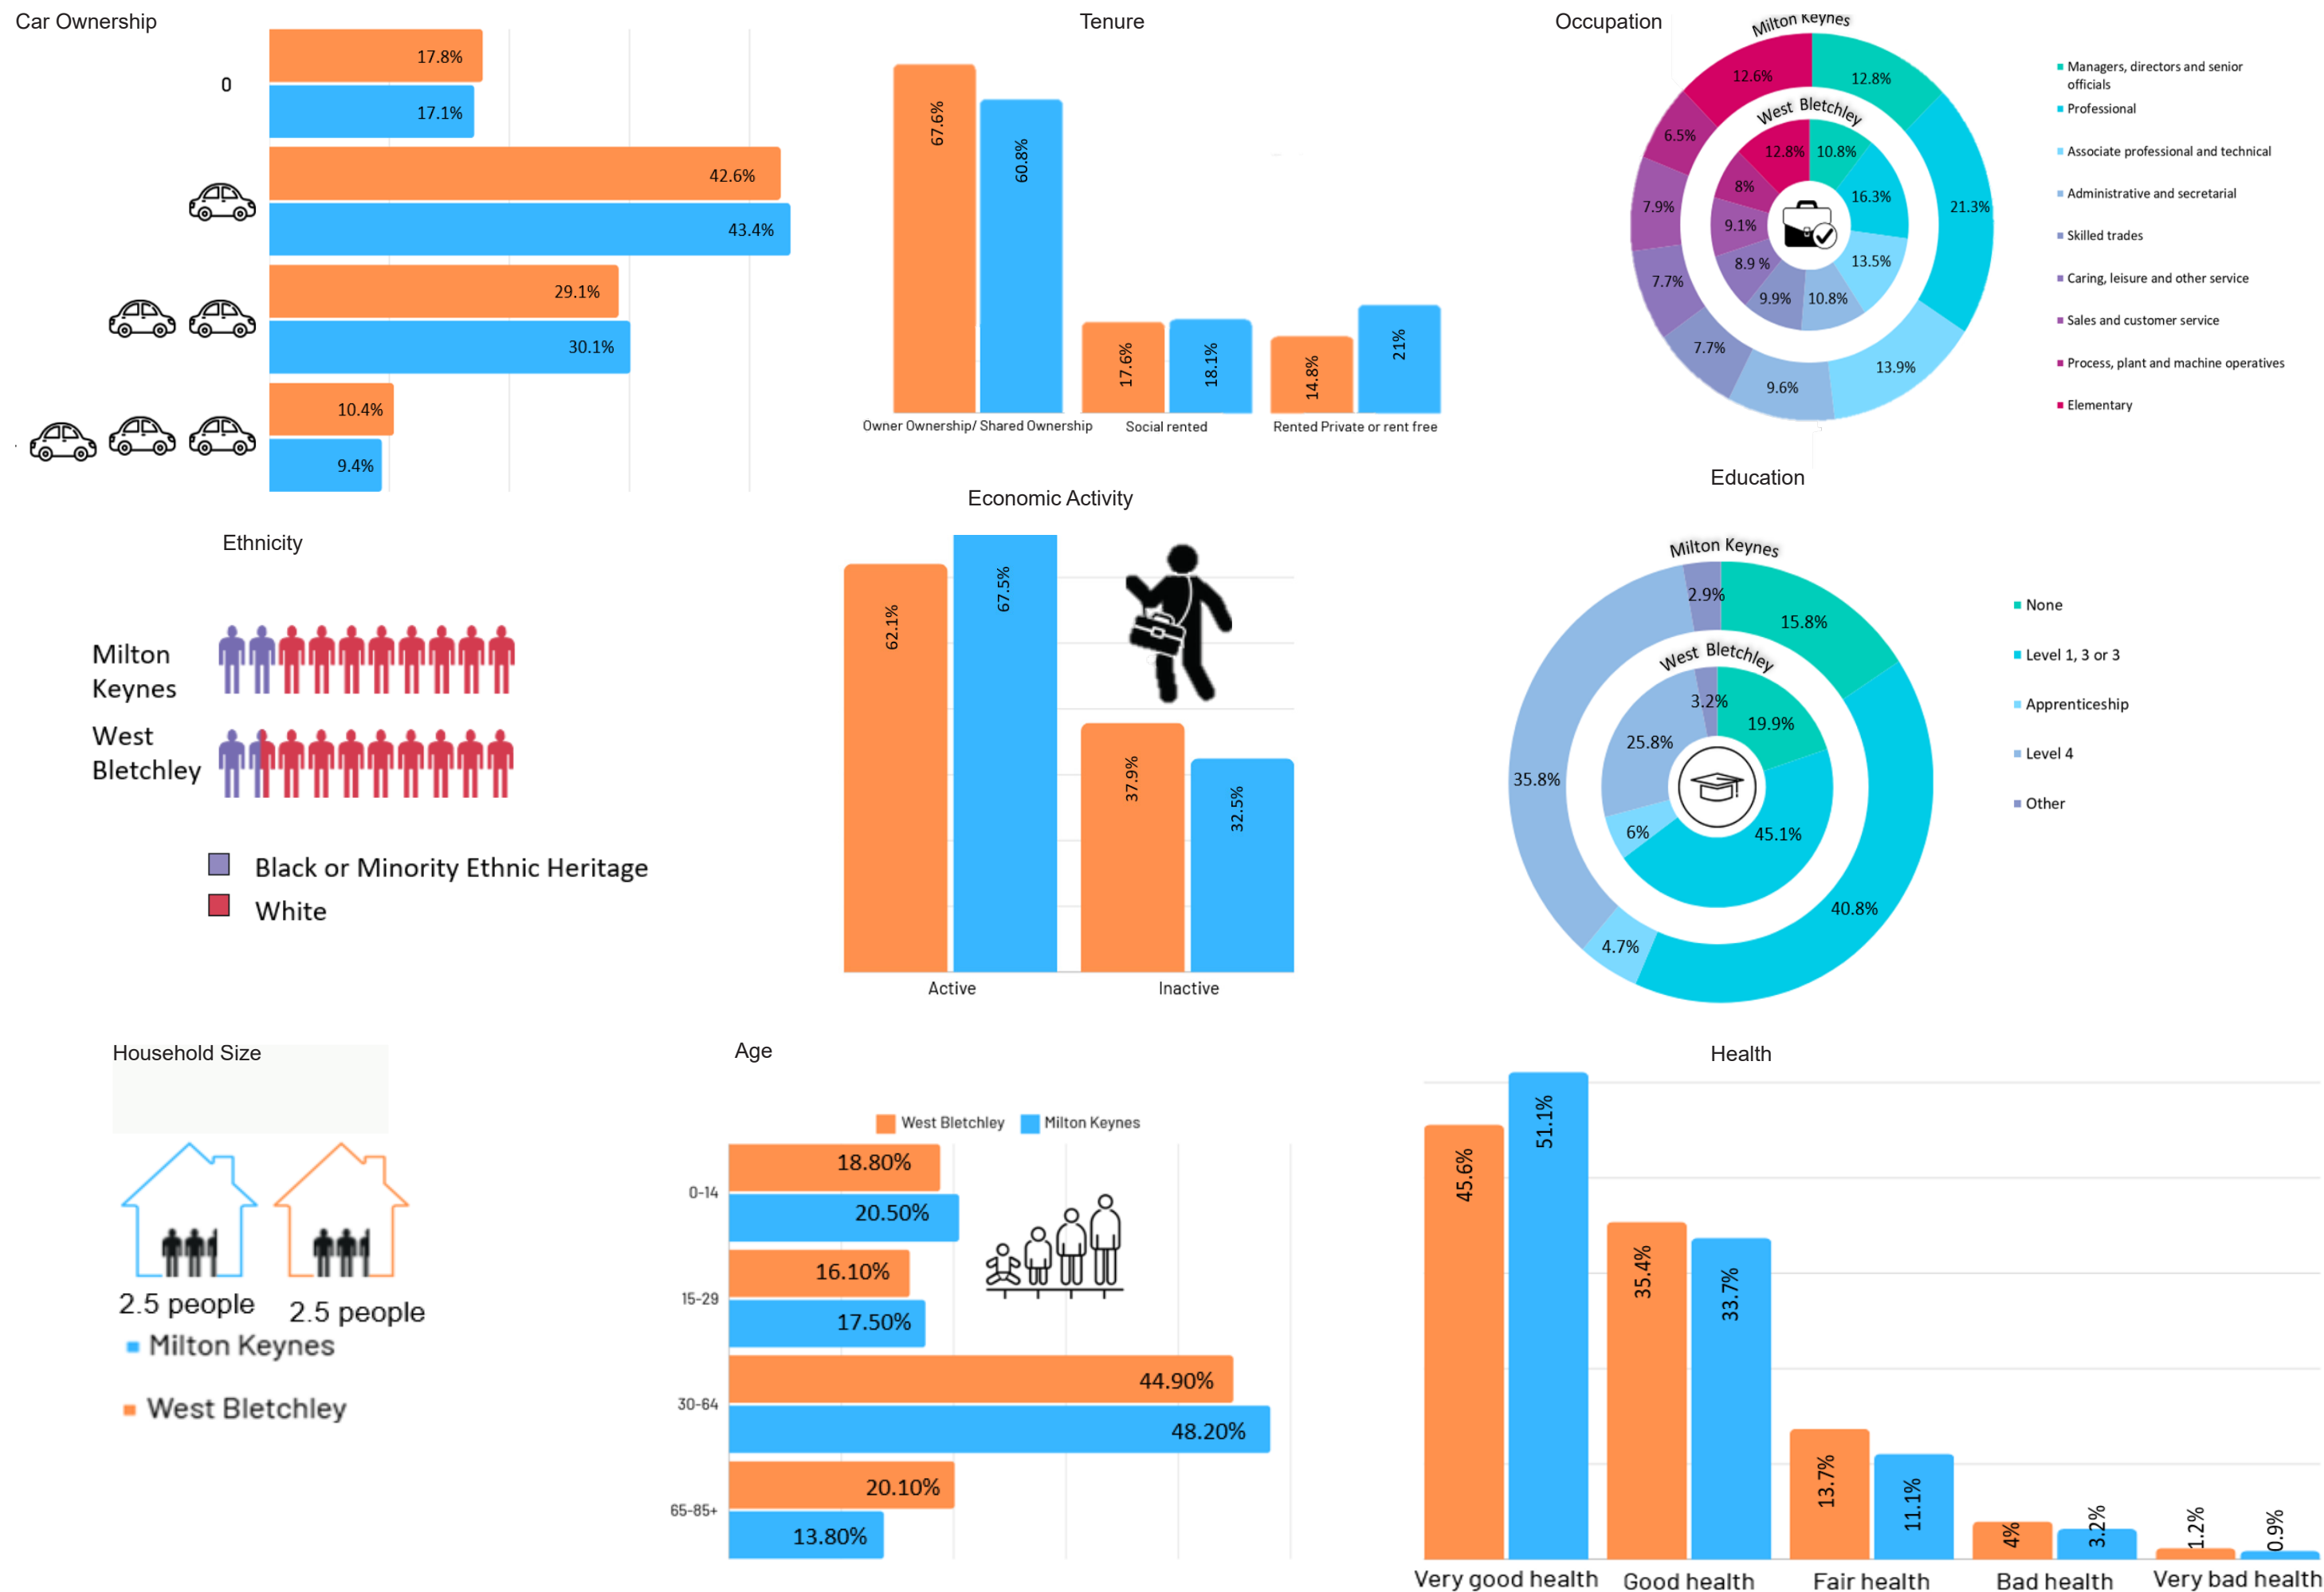 Car Ownership
0
17.8%
17.1%
42.6%
43.4%
29.1%
30.1%
10.4%
9.4%
Tenure
67.6%
60.8%
17.6%
18.1%
14.8%
21%
Owner Ownership/ Shared Ownership
Social rented
Rented Private or rent free
Occupation
Milton Keynes
12.8%
21.3%
13.9%
9.6%
7.7%
7.7%
7.9%
6.5%
12.6%
West Bletchley
10.8%
16.3%
13.5%
10.8%
9.9%
8.9 %
9.1%
8%
12.8%
Managers, directors and senior
officials
Professional
Associate professional and technical
Administrative and secretarial
Skilled trades
Caring, leisure and other service
Sales and customer service
Process, plant and machine operatives
Elementary
Ethnicity
Milton
Keynes
West
Bletchley
Black or Minority Ethnic Heritage
White
Economic Activity
62.1%
67.5%
37.9%
32.5%
Active
Inactive
Education
Milton Keynes
15.8%
40.8%
4.7%
35.8%
2.9%
West Bletchley
19.9%
45.1%
6%
25.8%
3.2%
None
Level 1, 3 or 3
Apprenticeship
Level 4
Other
Household Size
2.5 people
2.5 people
Milton Keynes
West Bletchley
Age
West Bletchley
Milton Keynes
0-14
18.80%
20.50%
15-29
16.10%
17.50%
30-64
44.90%
48.20%
65-85+
20.10%
13.80%
Health
45.6%
51.1%
35.4%
33.7%
13.7%
11.1%
4%
3.2%
1.2%
0.9%
Very good health
Good health
Fair health
Bad health
Very bad health